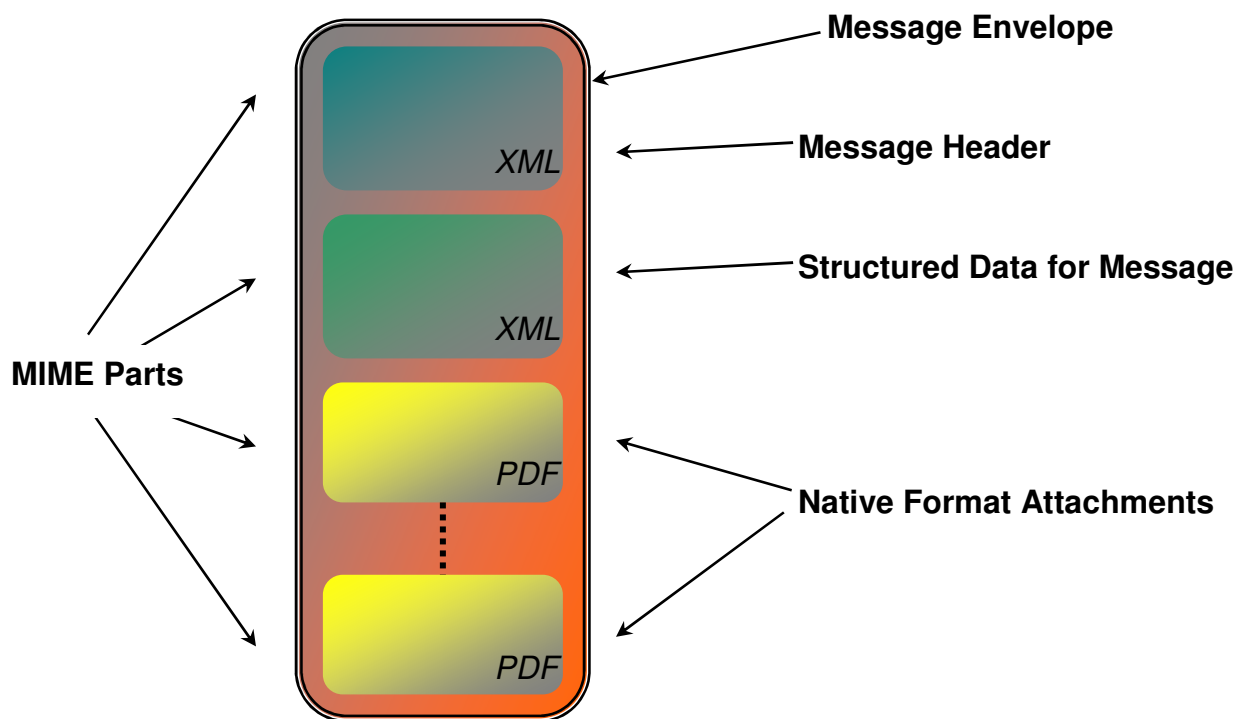 Message Envelope
XML
Message Header
Structured Data for Message
XML
MIME Parts
PDF
Native Format Attachments
PDF